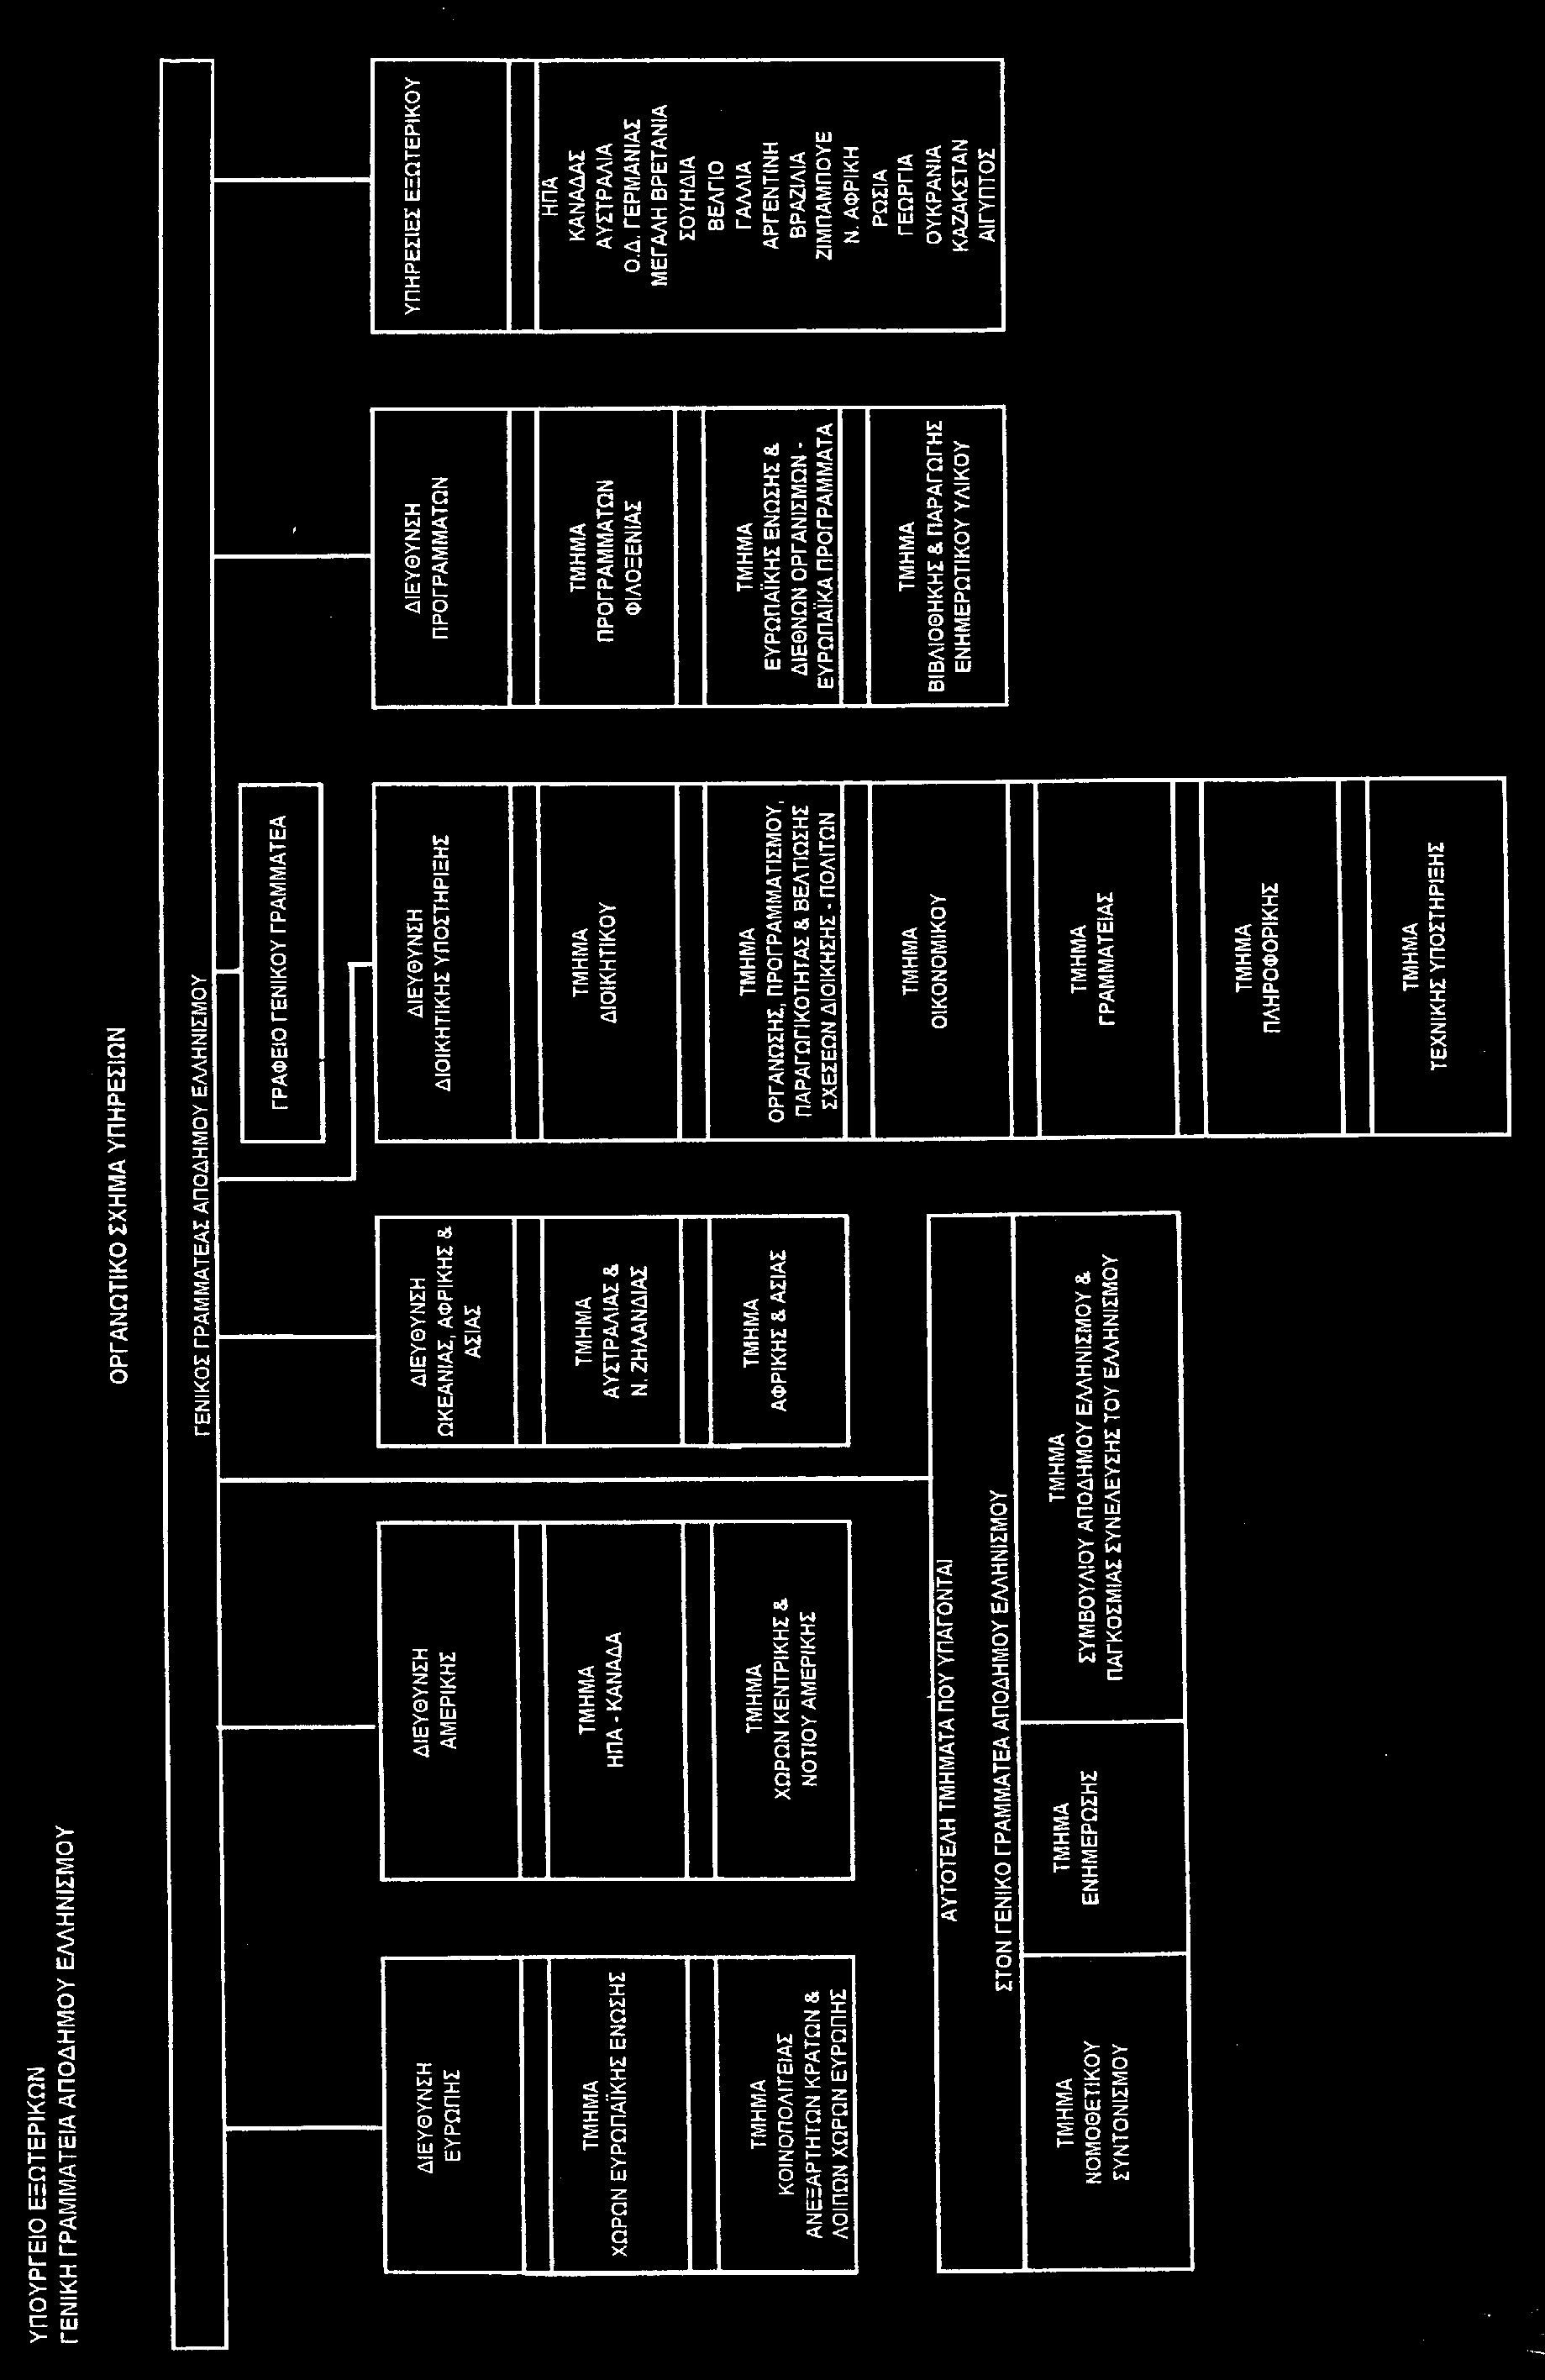 ΥΠΟΥΡΓΕΙΟ ΕΞΩΤΕΡΙΚΩΝ
ΓΕΝΙΚΗ ΓΡΑΜΜΑΤΕΙΑ ΑΠΟΔΗΜΟΥ ΕΛΛΗΝΙΣΜΟΥ
ΟΡΓΑΝΩΤΙΚΟ ΣΧΗΜΑ ΥΠΗΡΕΣΙΩΝ
ΓΕΝΙΚΟΣ ΓΡΑΜΜΑΤΕΑΣ ΑΠΟΔΗΜΟΥ ΕΛΛΗΝΙΣΜΟΥ
ΓΡΑΦΕΙΟ ΓΕΝΙΚΟΥ ΓΡΑΜΜΑΤΕΑ
ΔΙΕΥΘΥΝΣΗ
ΕΥΡΩΠΗΣ
ΤΜΗΜΑ
ΧΩΡΩΝ ΕΥΡΩΠΑΪΚΗΣ ΕΝΩΣΗΣ
ΤΜΗΜΑ
ΚΟΙΝΟΠΟΛΙΤΕΙΑΣ
ΑΝΕΞΑΡΤΗΤΩΝ ΚΡΑΤΩΝ &
ΛΟΙΠΩΝ ΧΩΡΩΝ ΕΥΡΩΠΗΣ
ΔΙΕΥΘΥΝΣΗ
ΑΜΕΡΙΚΗΣ
ΤΜΗΜΑ
ΗΠΑ - ΚΑΝΑΔΑ
ΤΜΗΜΑ
ΧΩΡΩΝ ΚΕΝΤΡΙΚΗΣ &
ΝΟΤΙΟΥ ΑΜΕΡΙΚΗΣ
ΔΙΕΥΘΥΝΣΗ
ΩΚΕΑΝΙΑΣ, ΑΦΡΙΚΗΣ &
ΑΣΙΑΣ
ΤΜΗΜΑ
ΑΥΣΤΡΑΛΙΑΣ &
Ν. ΖΗΛΑΝΔΙΑΣ
ΤΜΗΜΑ
ΑΦΡΙΚΗΣ & ΑΣΙΑΣ
ΔΙΕΥΘΥΝΣΗ
ΔΙΟΙΚΗΤΙΚΗΣ ΥΠΟΣΤΗΡΙΞΗΣ
ΤΜΗΜΑ
ΔΙΟΙΚΗΤΙΚΟΥ
ΤΜΗΜΑ
ΟΡΓΑΝΩΣΗΣ, ΠΡΟΓΡΑΜΜΑΤΙΣΜΟΥ,
ΠΑΡΑΓΩΓΙΚΟΤΗΤΑΣ & ΒΕΛΤΙΩΣΗΣ
ΣΧΕΣΕΩΝ ΔΙΟΙΚΗΣΗΣ - ΠΟΛΙΤΩΝ
ΤΜΗΜΑ
ΟΙΚΟΝΟΜΙΚΟΥ
ΤΜΗΜΑ
ΓΡΑΜΜΑΤΕΙΑΣ
ΤΜΗΜΑ
ΠΛΗΡΟΦΟΡΙΚΗΣ
ΤΜΗΜΑ
ΤΕΧΝΙΚΗΣ ΥΠΟΣΤΗΡΙΞΗΣ
ΔΙΕΥΘΥΝΣΗ
ΠΡΟΓΡΑΜΜΑΤΩΝ
ΤΜΗΜΑ
ΠΡΟΓΡΑΜΜΑΤΩΝ
ΦΙΛΟΞΕΝΙΑΣ
ΤΜΗΜΑ
ΕΥΡΩΠΑΪΚΗΣ ΕΝΩΣΗΣ &
ΔΙΕΘΝΩΝ ΟΡΓΑΝΙΣΜΩΝ -
ΕΥΡΩΠΑΪΚΑ ΠΡΟΓΡΑΜΜΑΤΑ
ΤΜΗΜΑ
ΒΙΒΛΙΟΘΗΚΗΣ & ΠΑΡΑΓΩΓΗΣ
ΕΝΗΜΕΡΩΤΙΚΟΥ ΥΛΙΚΟΥ
ΥΠΗΡΕΣΙΕΣ ΕΞΩΤΕΡΙΚΟΥ
ΗΠΑ
ΚΑΝΑΔΑΣ
ΑΥΣΤΡΑΛΙΑ
Ο.Δ. ΓΕΡΜΑΝΙΑΣ
ΜΕΓΑΛΗ ΒΡΕΤΑΝΙΑ
ΣΟΥΗΔΙΑ
ΒΕΛΓΙΟ
ΓΑΛΛΙΑ
ΑΡΓΕΝΤΙΝΗ
ΒΡΑΖΙΛΙΑ
ΖΙΜΠΑΜΠΟΥΕ
Ν. ΑΦΡΙΚΗ
ΡΩΣΙΑ
ΓΕΩΡΓΙΑ
ΟΥΚΡΑΝΙΑ
ΚΑΖΑΚΣΤΑΝ
ΑΙΓΥΠΤΟΣ
ΑΥΤΟΤΕΛΗ ΤΜΗΜΑΤΑ ΠΟΥ ΥΠΑΓΟΝΤΑΙ
ΣΤΟΝ ΓΕΝΙΚΟ ΓΡΑΜΜΑΤΕΑ ΑΠΟΔΗΜΟΥ ΕΛΛΗΝΙΣΜΟΥ
ΤΜΗΜΑ
ΝΟΜΟΘΕΤΙΚΟΥ
ΣΥΝΤΟΝΙΣΜΟΥ
ΤΜΗΜΑ
ΕΝΗΜΕΡΩΣΗΣ
ΤΜΗΜΑ
ΣΥΜΒΟΥΛΙΟΥ ΑΠΟΔΗΜΟΥ ΕΛΛΗΝΙΣΜΟΥ &
ΠΑΓΚΟΣΜΙΑΣ ΣΥΝΕΛΕΥΣΗΣ ΤΟΥ ΕΛΛΗΝΙΣΜΟΥ